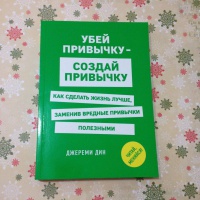 УБЕЙ
ПРИВЫЧКУ –
СОЗДАЙ
ПРИВЫЧКУ
КАК СДЕЛАТЬ ЖИЗНЬ ЛУЧШЕ,
ЗАМЕНИВ ВРЕДНЫЕ ПРИВЫЧКИ
ПОЛЕЗНЫМИ
ДЖЕРЕМИ ДИН